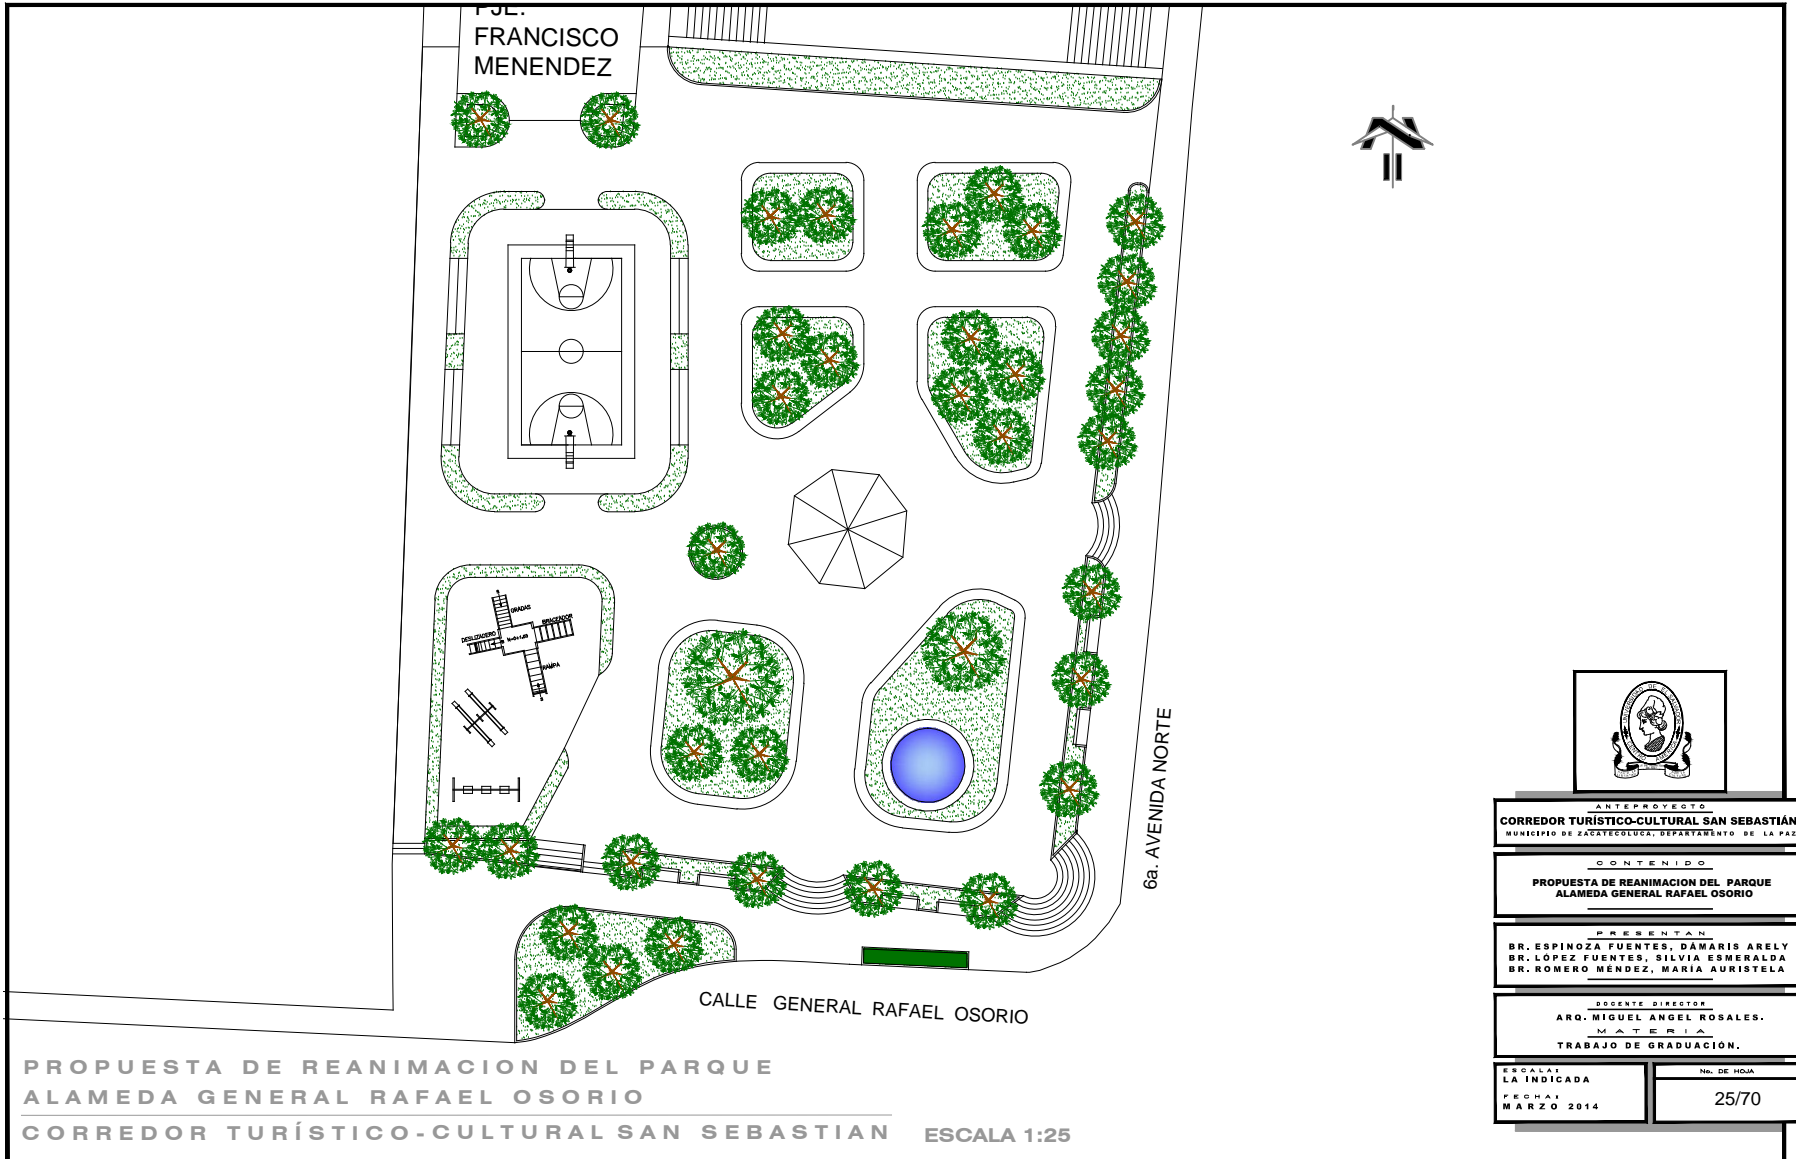 PJE.
FRANCISCO
MENENDEZ
GRADAS
BRACEADOR
DESLIZADERO
RAMPA
6a. AVENIDA NORTE
CALLE GENERAL RAFAEL OSORIO
PROPUESTA DE REANIMACION DEL PARQUE
ALAMEDA GENERAL RAFAEL OSORIO
CORREDOR TURÍSTICO-CULTURAL SAN SEBASTIAN
ESCALA 1:25
ANTEPROYECTO
CORREDOR TURÍSTICO-CULTURAL SAN SEBASTIÁN
MUNICIPIO DE ZACATECOLUCA, DEPARTAMENTO DE LA PAZ
CONTENIDO
PROPUESTA DE REANIMACION DEL PARQUE
ALAMEDA GENERAL RAFAEL OSORIO
PRESENTAN
BR. ESPINOZA FUENTES, DÁMARIS ARELY
BR. LÓPEZ FUENTES, SILVIA ESMERALDA
BR. ROMERO MÉNDEZ, MARÍA AURISTELA
DOCENTE DIRECTOR
ARQ. MIGUEL ANGEL ROSALES.
MATERIA
TRABAJO DE GRADUACIÓN.
ESCALA:
LA INDICADA
FECHA:
MARZO 2014
No. DE HOJA
25/70